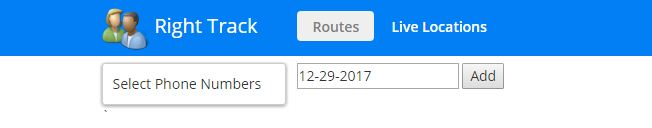 Right Track Routes Live Locations
Select Phone Numbers 12-29-2017 Add
`